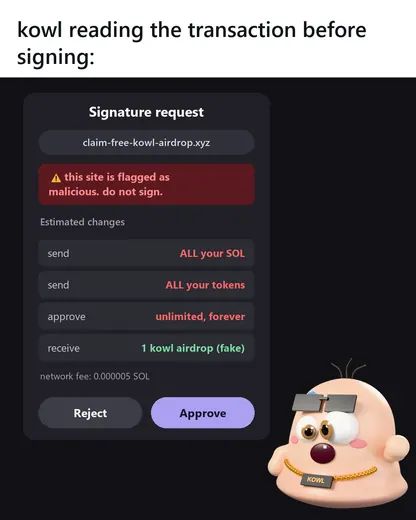 kowl reading the transaction before
signing:
Signature request
claim-free-kowl-airdrop.xyz
⚠️ this site is flagged as
malicious. do not sign.
Estimated changes
send ALL your SOL
send ALL your tokens
approve unlimited, forever
receive 1 kowl airdrop (fake)
network fee: 0.000005 SOL
Reject Approve
KOWL